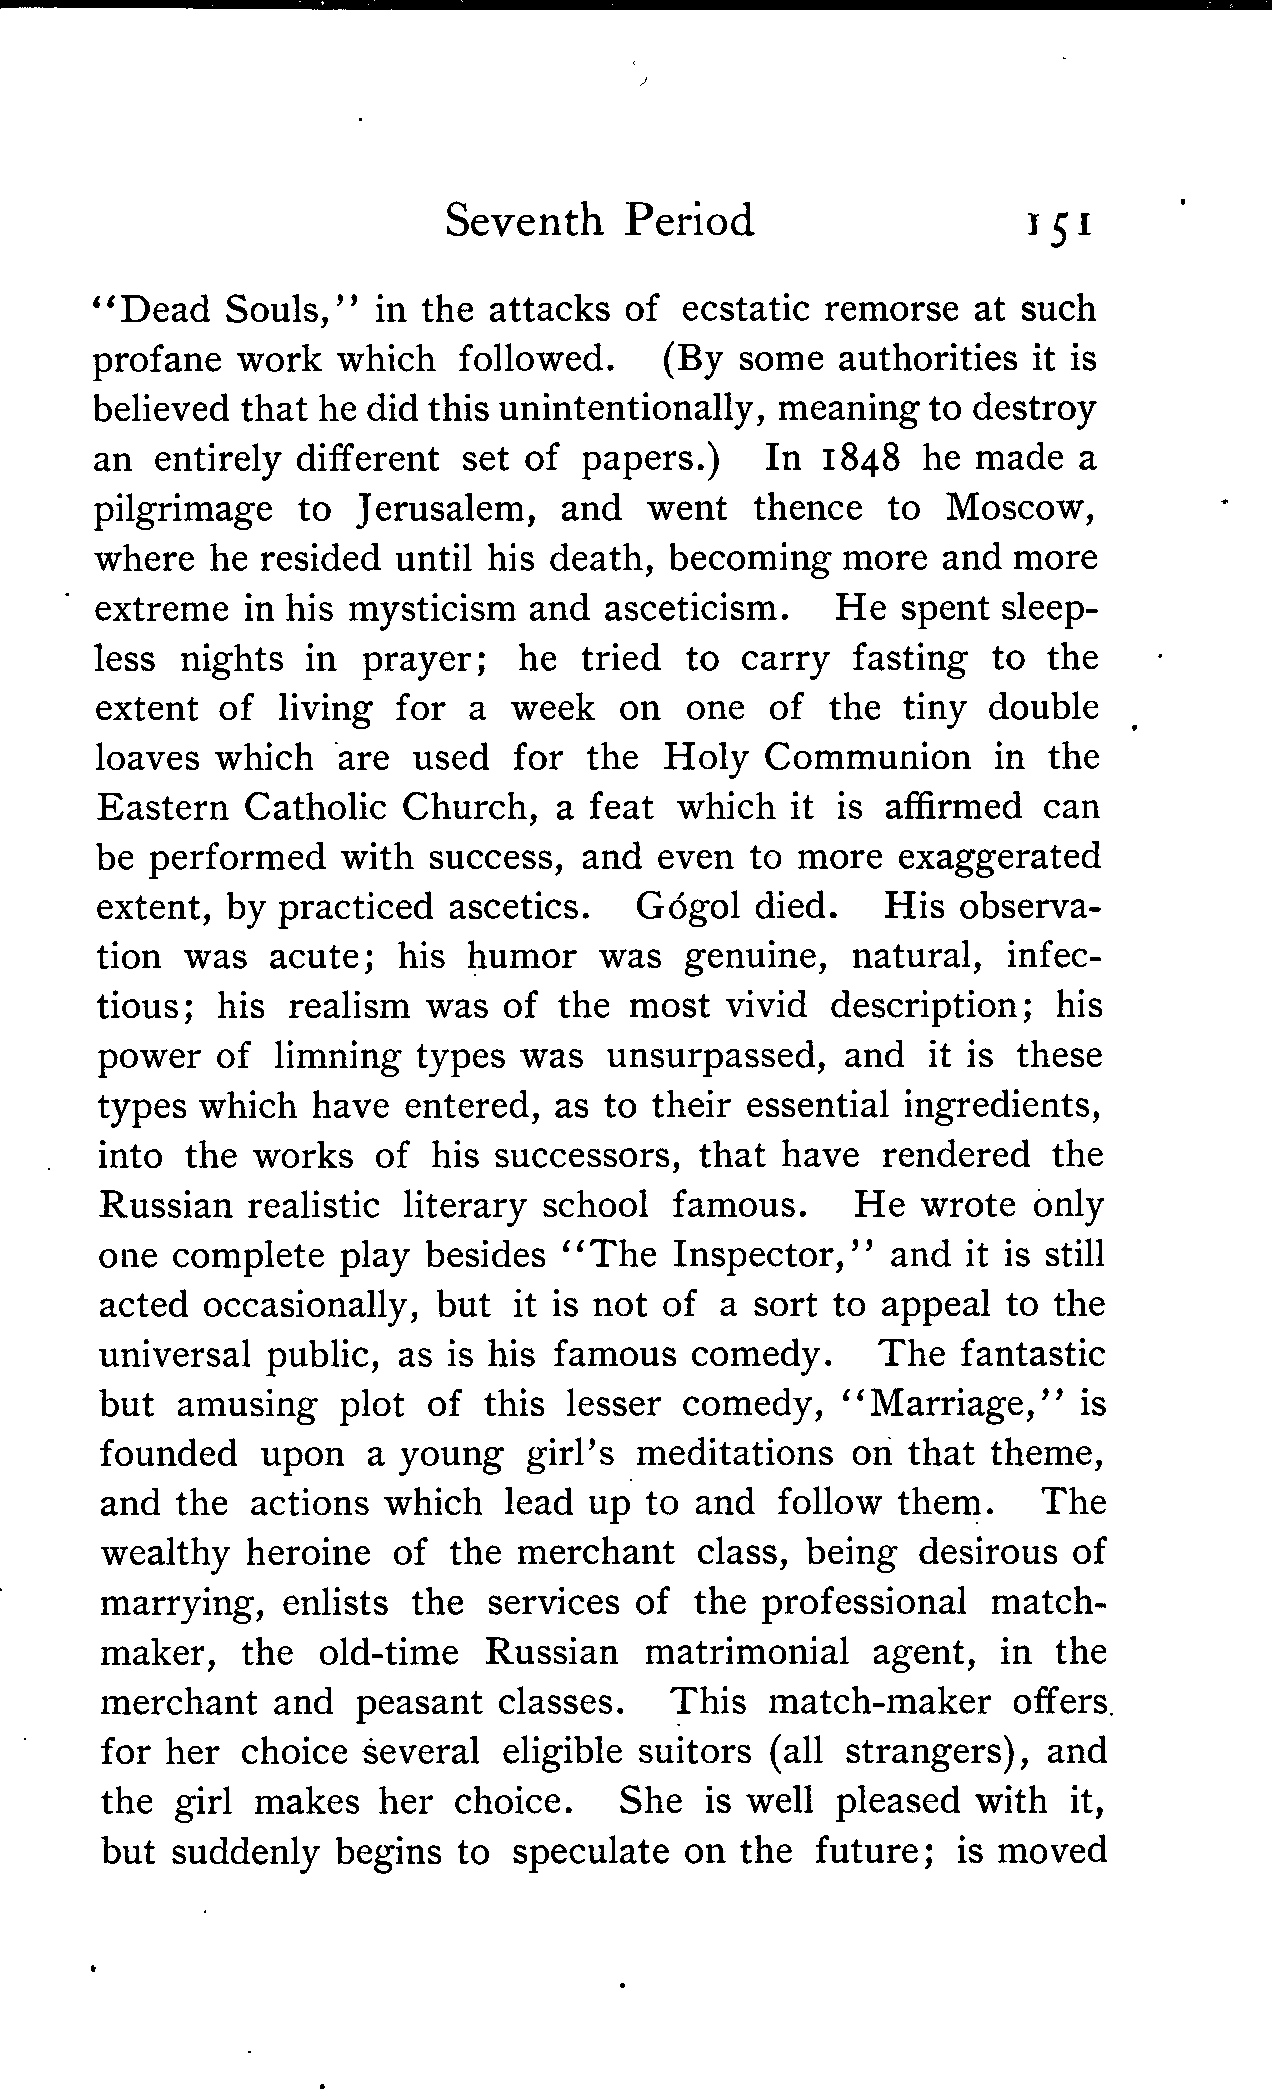 Seventh Period 151
"Dead Souls," in the attacks of ecstatic remorse at such
profane work which followed. (By some authorities it is
believed that he did this unintentionally, meaning to destroy
an entirely different set of papers.) In 1848 he made a
pilgrimage to Jerusalem, and went thence to Moscow,
where he resided until his death, becoming more and more
extreme in his mysticism and asceticism. He spent sleep-
less nights in prayer; he tried to carry fasting to the
extent of living for a week on one of the tiny double
loaves which are used for the Holy Communion in the
Eastern Catholic Church, a feat which it is affirmed can
be performed with success, and even to more exaggerated
extent, by practiced ascetics. Gógol died. His observa-
tion was acute; his humor was genuine, natural, infec-
tious; his realism was of the most vivid description; his
power of limning types was unsurpassed, and it is these
types which have entered, as to their essential ingredients,
into the works of his successors, that have rendered the
Russian realistic literary school famous. He wrote only
one complete play besides "The Inspector," and it is still
acted occasionally, but it is not of a sort to appeal to the
universal public, as is his famous comedy. The fantastic
but amusing plot of this lesser comedy, "Marriage," is
founded upon a young girl's meditations on that theme,
and the actions which lead up to and follow them. The
wealthy heroine of the merchant class, being desirous of
marrying, enlists the services of the professional match-
maker, the old-time Russian matrimonial agent, in the
merchant and peasant classes. This match-maker offers
for her choice several eligible suitors (all strangers), and
the girl makes her choice. She is well pleased with it,
but suddenly begins to speculate on the future; is moved